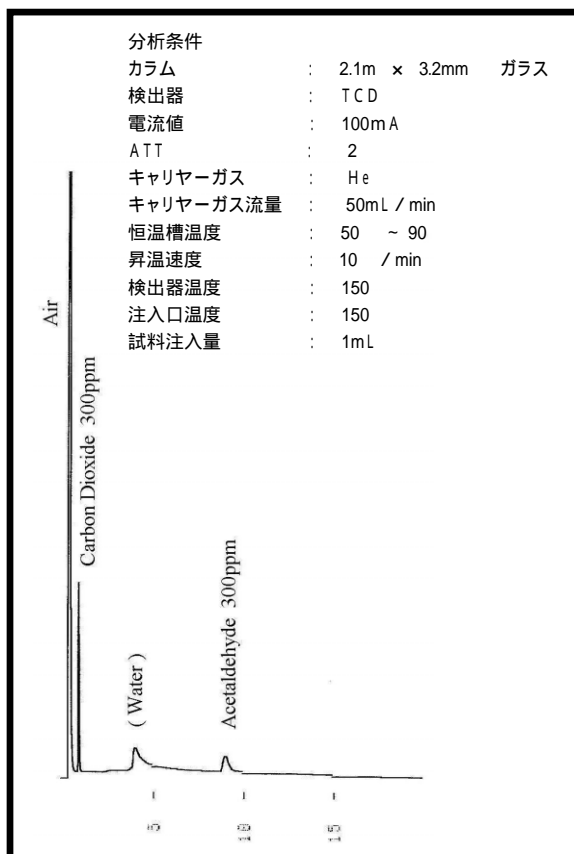 分析条件
カラム : 2.1m × 3.2mm ガラス
検出器 : TCD
電流値 : 100mA
ATT : 2
キャリヤーガス : He
キャリヤーガス流量 : 50mL/min
恒温槽温度 : 50 ~ 90
昇温速度 : 10 /min
検出器温度 : 150
注入口温度 : 150
試料注入量 : 1mL
Air
Carbon Dioxide 300ppm
(Water)
Acetaldehyde 300ppm
5
10
15